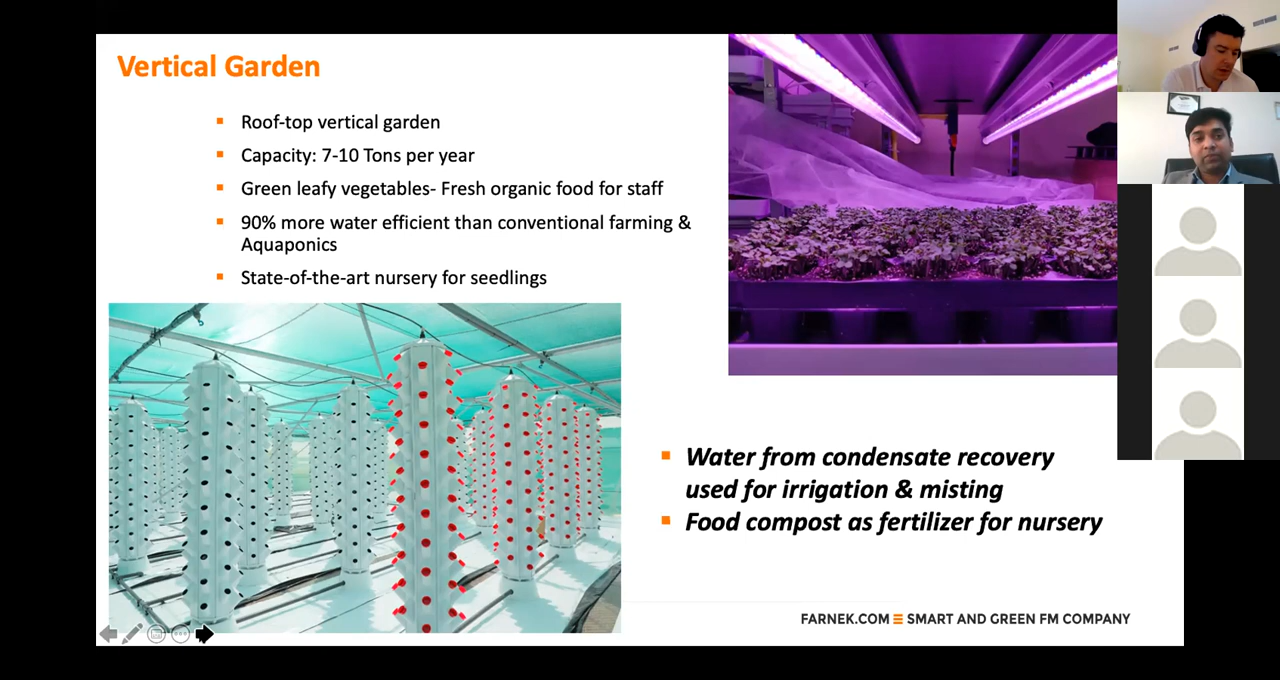 Vertical Garden
Roof-top vertical garden
Capacity: 7-10 Tons per year
Green leafy vegetables- Fresh organic food for staff
90% more water efficient than conventional farming &
Aquaponics
State-of-the-art nursery for seedlings
Water from condensate recovery
used for irrigation & misting
Food compost as fertilizer for nursery
FARNEK.COM SMART AND GREEN FM COMPANY